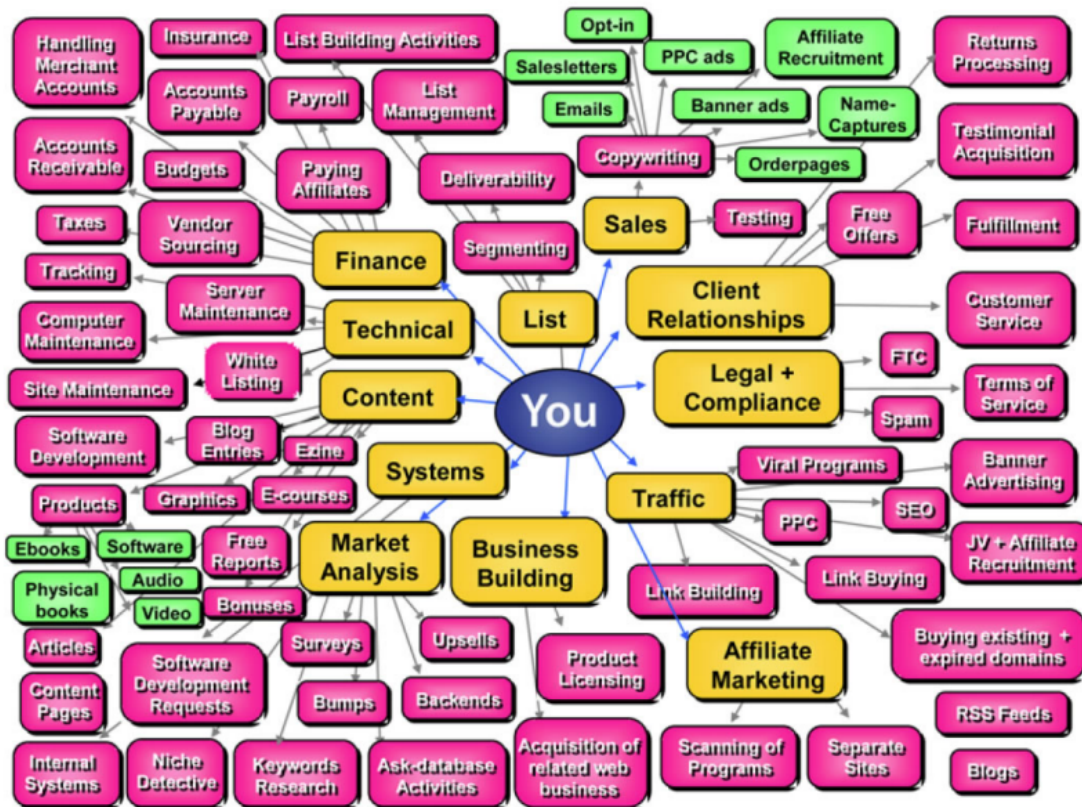 Handling
Merchant
Accounts
Insurance
List Building Activities
Opt-in
PPC ads
Affiliate
Recruitment
Returns
Processing
Accounts
Payable
Payroll
List
Management
Salesletters
Emails
Banner ads
Name-
Captures
Accounts
Receivable
Budgets
Paying
Affiliates
Deliverability
Copywriting
Orderpages
Testimonial
Acquisition
Taxes
Vendor
Sourcing
Finance
Segmenting
Sales
Testing
Free
Offers
Fulfillment
Tracking
Server
Maintenance
Technical
List
Client
Relationships
Customer
Service
Computer
Maintenance
White
Listing
Site Maintenance
Content
You
Legal +
Compliance
FTC
Terms of
Service
Spam
Software
Development
Blog
Entries
Ezine
Systems
Traffic
Viral Programs
Banner
Advertising
Products
Graphics
E-courses
PPC
SEO
Ebooks
Software
Free
Reports
Market
Analysis
Business
Building
Link Building
Link Buying
JV + Affiliate
Recruitment
Physical
books
Audio
Video
Bonuses
Articles
Surveys
Upsells
Product
Licensing
Affiliate
Marketing
Buying existing +
expired domains
Content
Pages
Software
Development
Requests
Bumps
Backends
RSS Feeds
Internal
Systems
Niche
Detective
Keywords
Research
Ask-database
Activities
Acquisition of
related web
business
Scanning of
Programs
Separate
Sites
Blogs